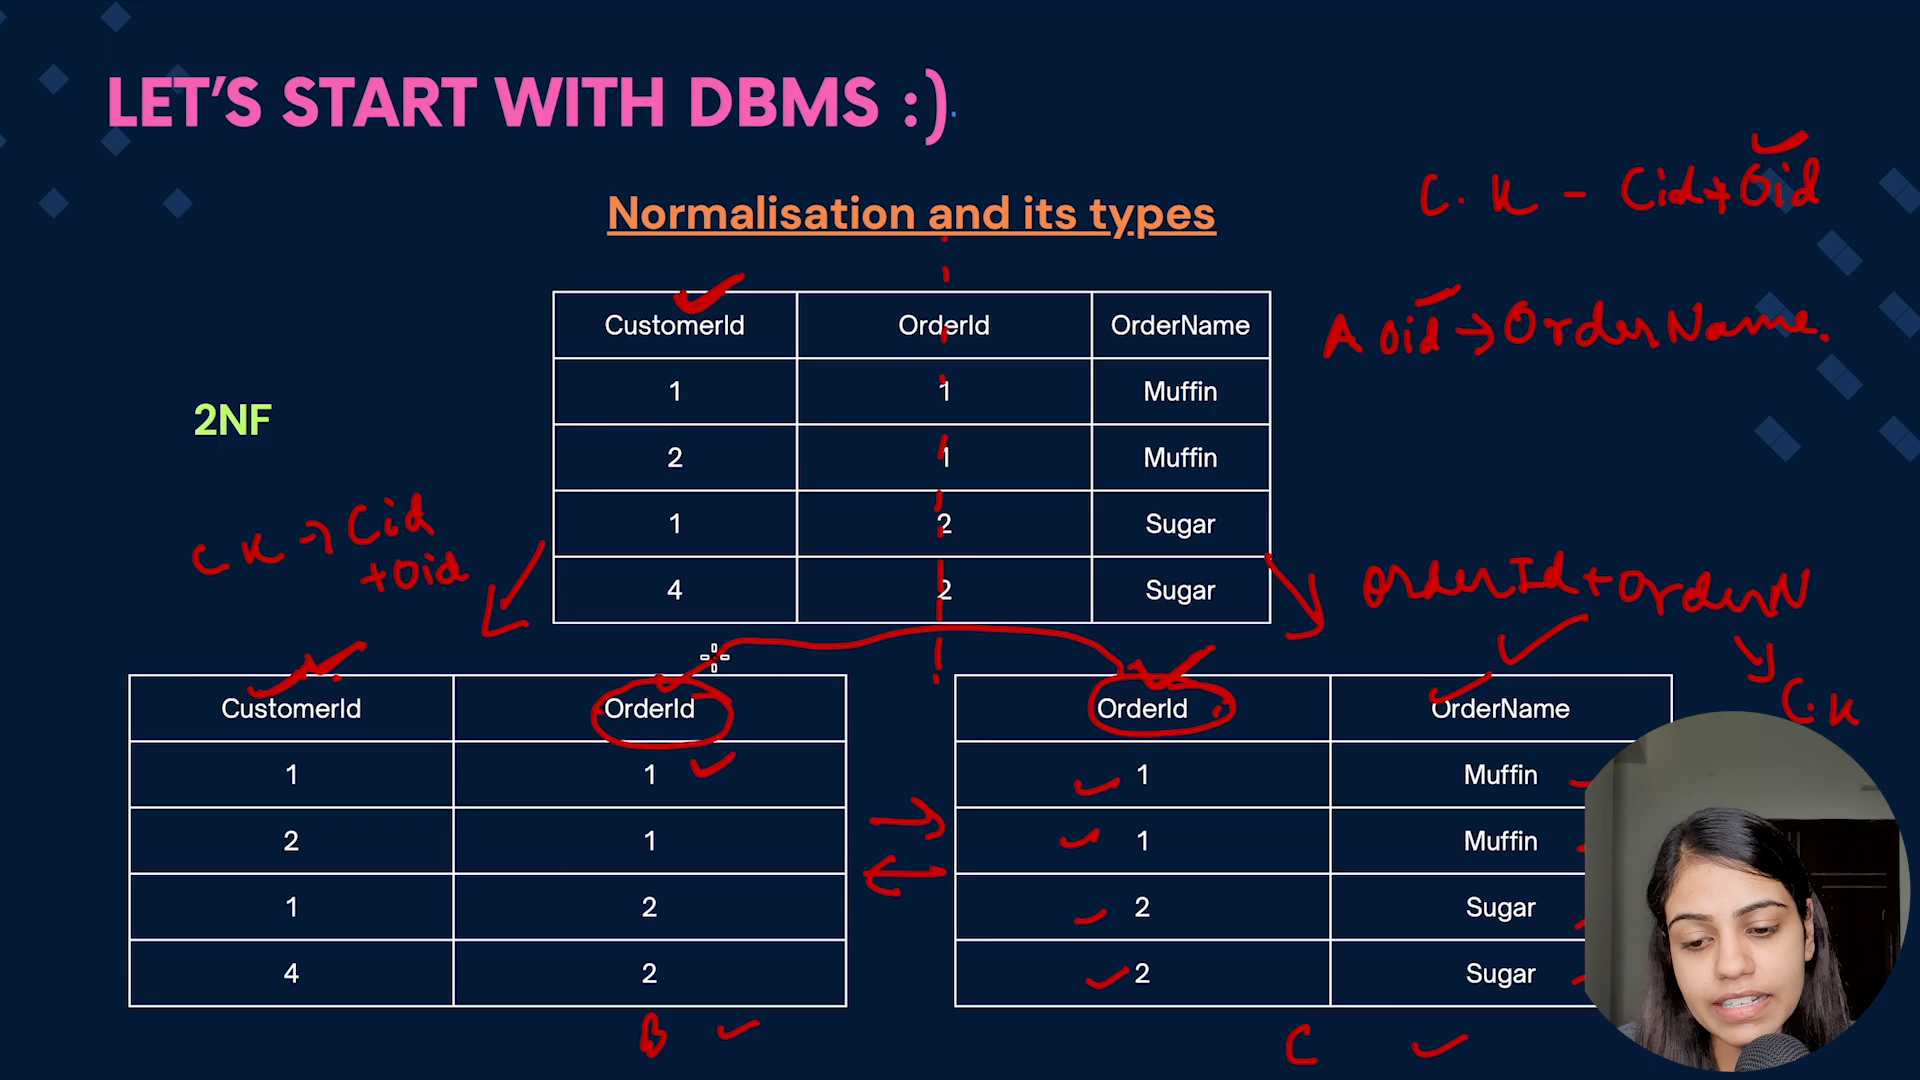 LET'S START WITH DBMS :)
C.K - Cid+Oid
Normalisation and its types
CustomerId OrderId OrderName
A Oid → OrderName.
1 1 Muffin
2NF
2 1 Muffin
1 2 Sugar
CK → Cid
+Oid
4 2 Sugar
OrderId+OrderN
C.K
CustomerId OrderId
1 1
2 1
1 2
4 2
B
OrderId OrderName
1 Muffin
1 Muffin
2 Sugar
2 Sugar
C